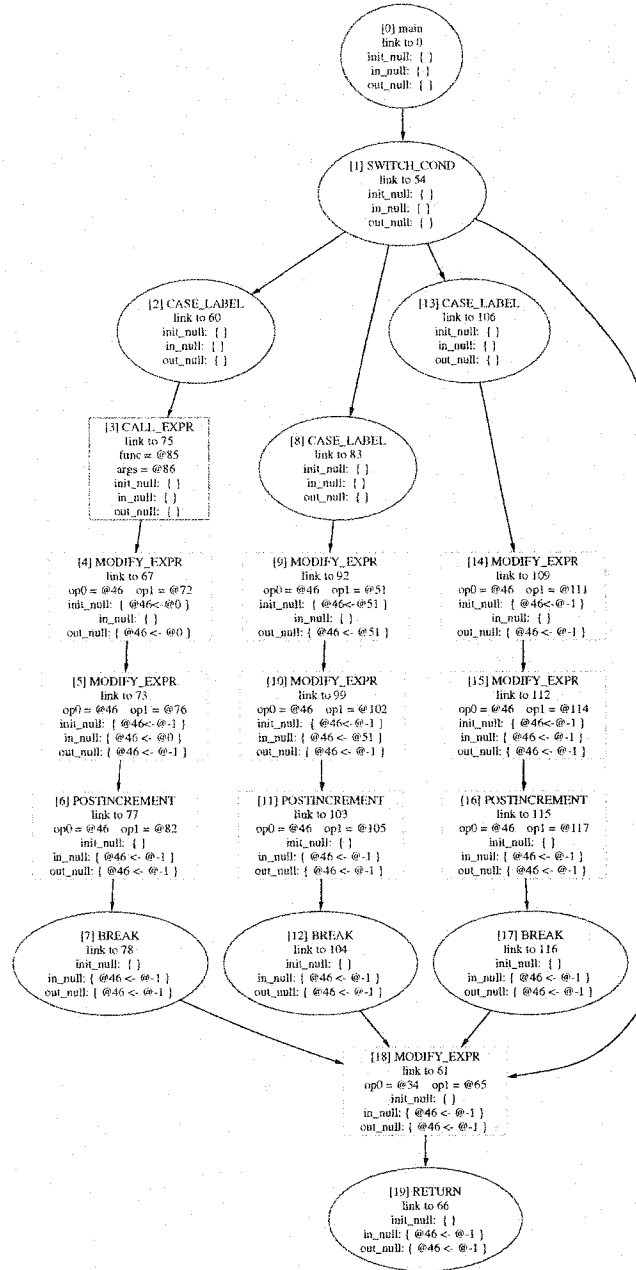 [0] main
link to 0
init_null: { }
in_null: { }
out_null: { }
[1] SWITCH_COND
link to 54
init_null: { }
in_null: { }
out_null: { }
[2] CASE_LABEL
link to 60
init_null: { }
in_null: { }
out_null: { }
[13] CASE_LABEL
link to 106
init_null: { }
in_null: { }
out_null: { }
[3] CALL_EXPR
link to 75
func = @85
args = @86
init_null: { }
in_null: { }
out_null: { }
[8] CASE_LABEL
link to 83
init_null: { }
in_null: { }
out_null: { }
[4] MODIFY_EXPR
link to 67
op0 = @46 op1 = @72
init_null: { @46<-@0 }
in_null: { }
out_null: { @46 <- @0 }
[9] MODIFY_EXPR
link to 92
op0 = @46 op1 = @51
init_null: { @46<-@51 }
in_null: { }
out_null: { @46 <- @51 }
[14] MODIFY_EXPR
link to 109
op0 = @46 op1 = @111
init_null: { @46<-@-1 }
in_null: { }
out_null: { @46 <- @-1 }
[5] MODIFY_EXPR
link to 73
op0 = @46 op1 = @76
init_null: { @46<-@-1 }
in_null: { @46 <- @0 }
out_null: { @46 <- @-1 }
[10] MODIFY_EXPR
link to 99
op0 = @46 op1 = @102
init_null: { @46<-@-1 }
in_null: { @46 <- @51 }
out_null: { @46 <- @-1 }
[15] MODIFY_EXPR
link to 112
op0 = @46 op1 = @114
init_null: { @46<-@-1 }
in_null: { @46 <- @-1 }
out_null: { @46 <- @-1 }
[6] POSTINCREMENT
link to 77
op0 = @46 op1 = @82
init_null: { }
in_null: { @46 <- @-1 }
out_null: { @46 <- @-1 }
[11] POSTINCREMENT
link to 103
op0 = @46 op1 = @105
init_null: { }
in_null: { @46 <- @-1 }
out_null: { @46 <- @-1 }
[16] POSTINCREMENT
link to 115
op0 = @46 op1 = @117
init_null: { }
in_null: { @46 <- @-1 }
out_null: { @46 <- @-1 }
[7] BREAK
link to 78
init_null: { }
in_null: { @46 <- @-1 }
out_null: { @46 <- @-1 }
[12] BREAK
link to 104
init_null: { }
in_null: { @46 <- @-1 }
out_null: { @46 <- @-1 }
[17] BREAK
link to 116
init_null: { }
in_null: { @46 <- @-1 }
out_null: { @46 <- @-1 }
[18] MODIFY_EXPR
link to 61
op0 = @34 op1 = @65
init_null: { }
in_null: { @46 <- @-1 }
out_null: { @46 <- @-1 }
[19] RETURN
link to 66
init_null: { }
in_null: { @46 <- @-1 }
out_null: { @46 <- @-1 }